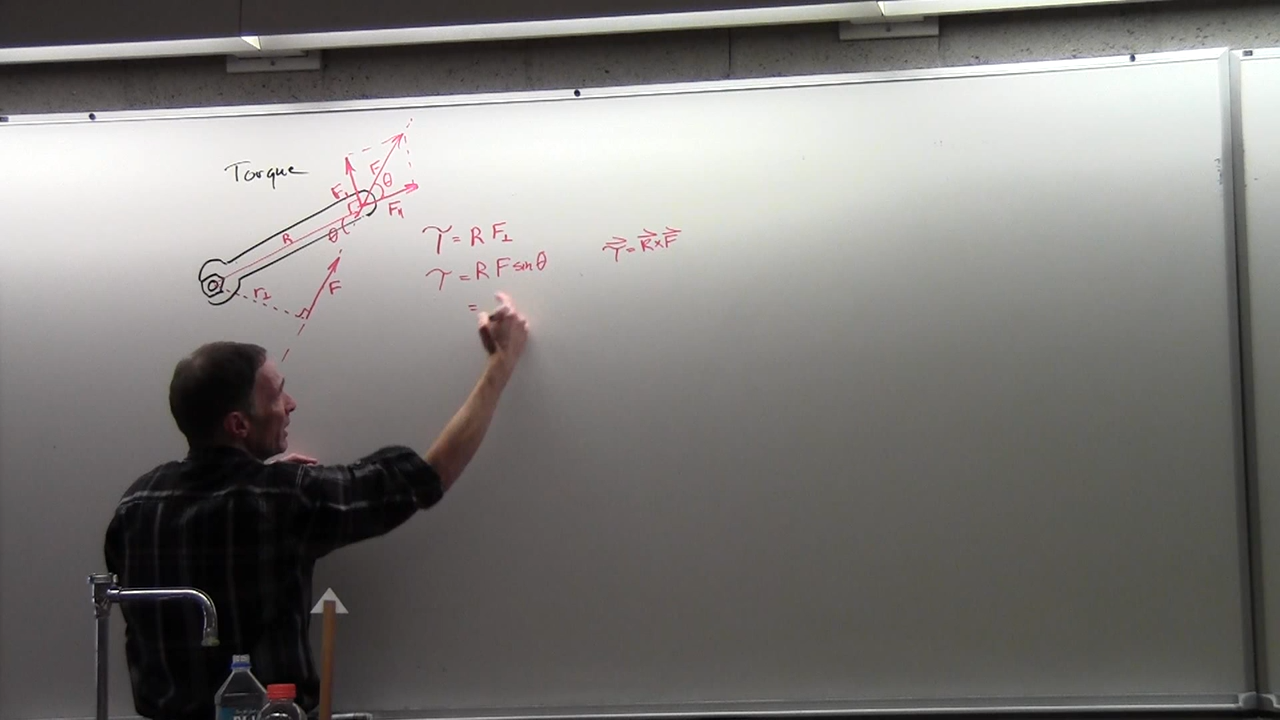 Torque
F⊥
F
θ
F∥
R
θ
r⊥
F
τ = R F⊥
τ = R F sin θ
=
τ⃗ = R⃗ × F⃗